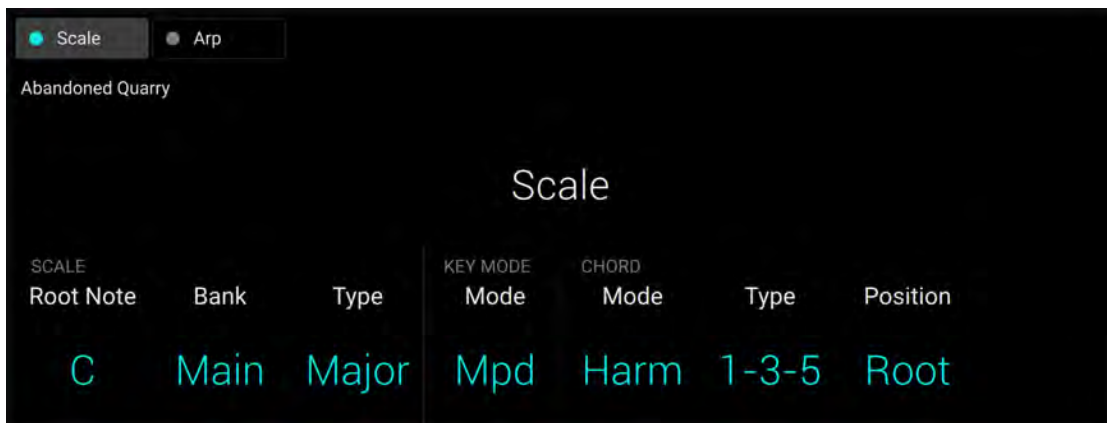 Scale Arp
Abandoned Quarry
Scale
SCALE KEY MODE CHORD
Root Note Bank Type Mode Mode Type Position
C Main Major Mpd Harm 1-3-5 Root